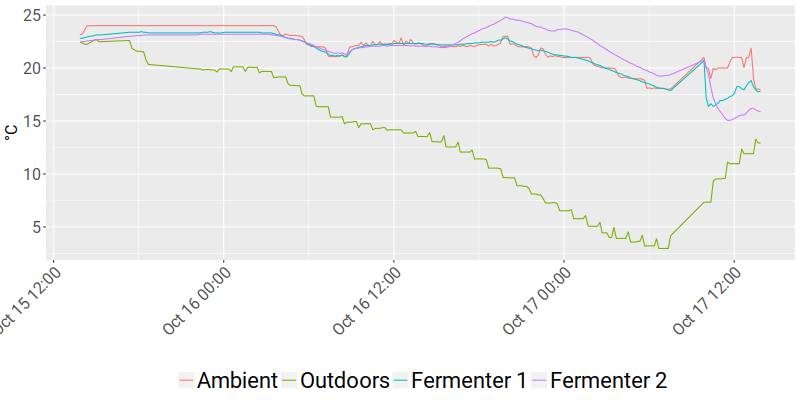 25
20
15
10
5
°C
Oct 15 12:00
Oct 16 00:00
Oct 16 12:00
Oct 17 00:00
Oct 17 12:00
Ambient Outdoors Fermenter 1 Fermenter 2